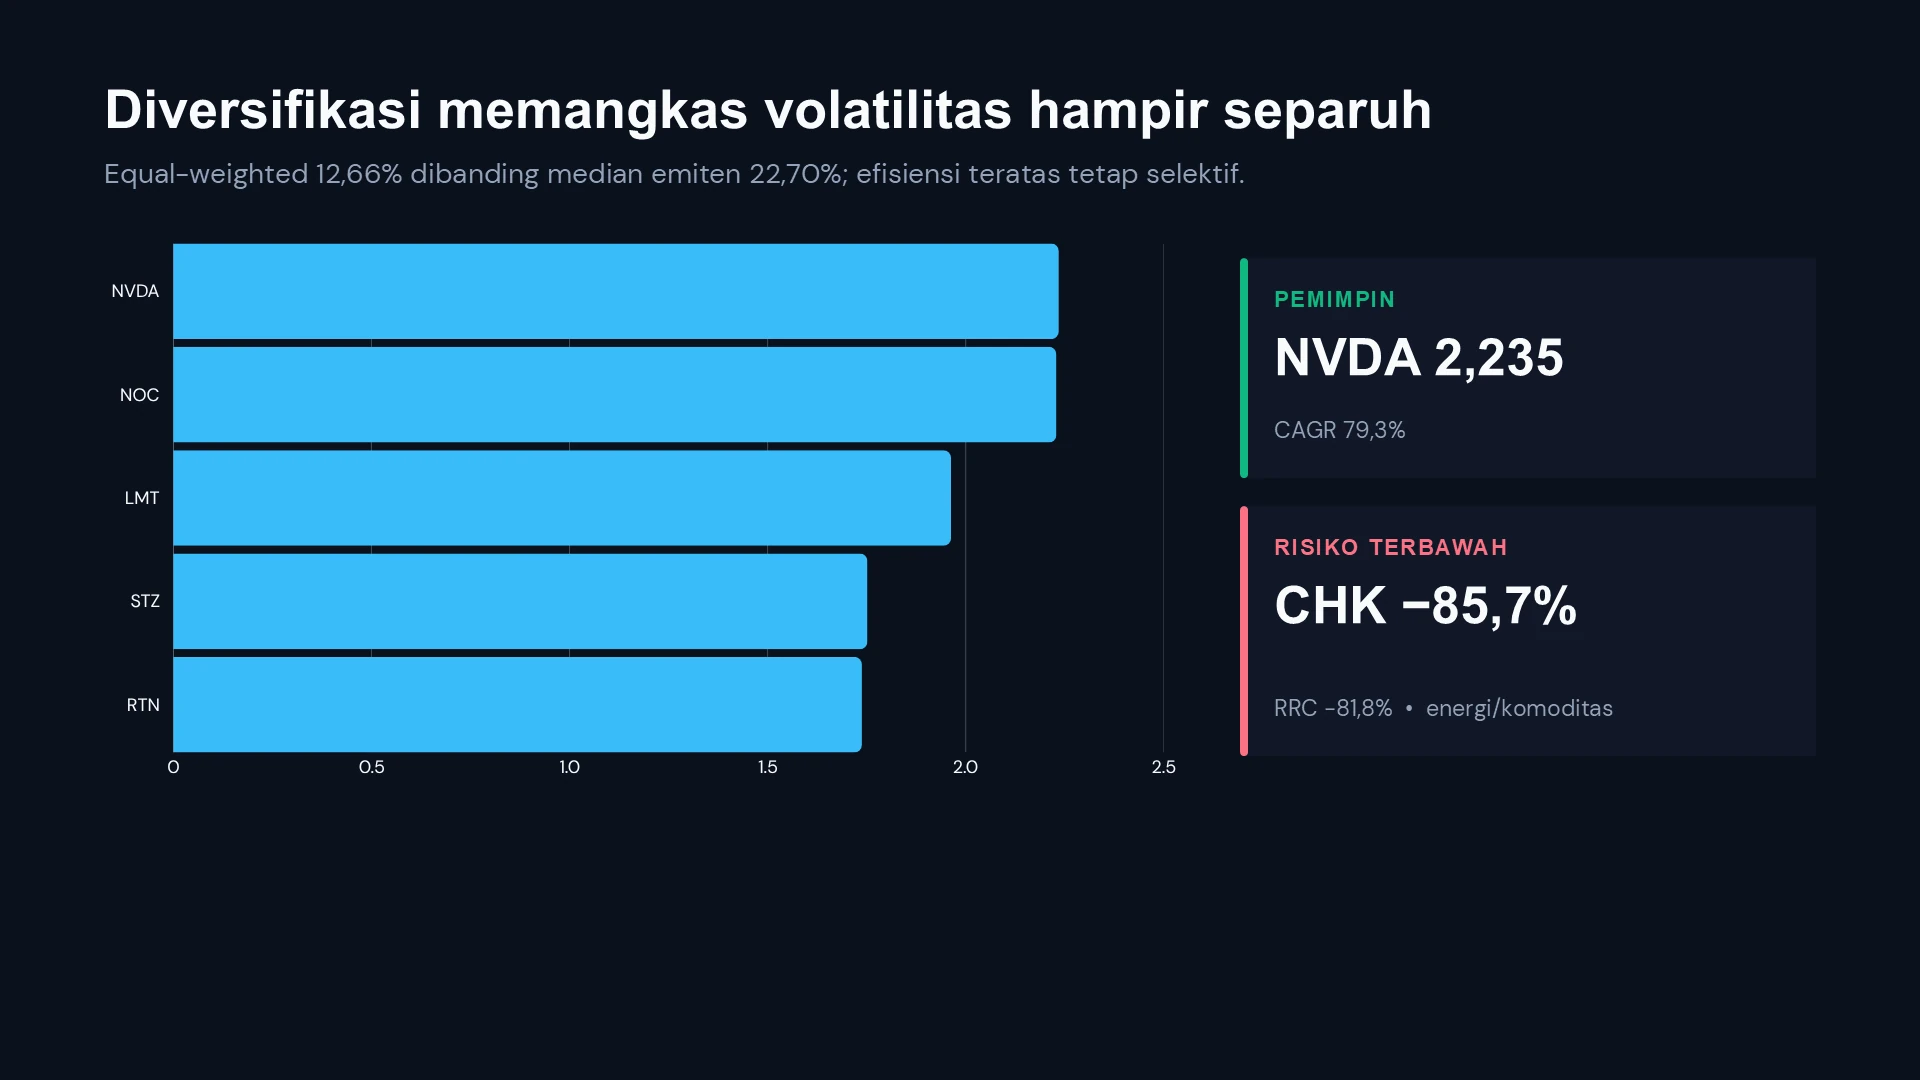 Diversifikasi memangkas volatilitas hampir separuh
Equal-weighted 12,66% dibanding median emiten 22,70%; efisiensi teratas tetap selektif.
NVDA
NOC
LMT
STZ
RTN
0
0.5
1.0
1.5
2.0
2.5
PEMIMPIN
NVDA 2,235
CAGR 79,3%
RISIKO TERBAWAH
CHK −85,7%
RRC −81,8% • energi/komoditas